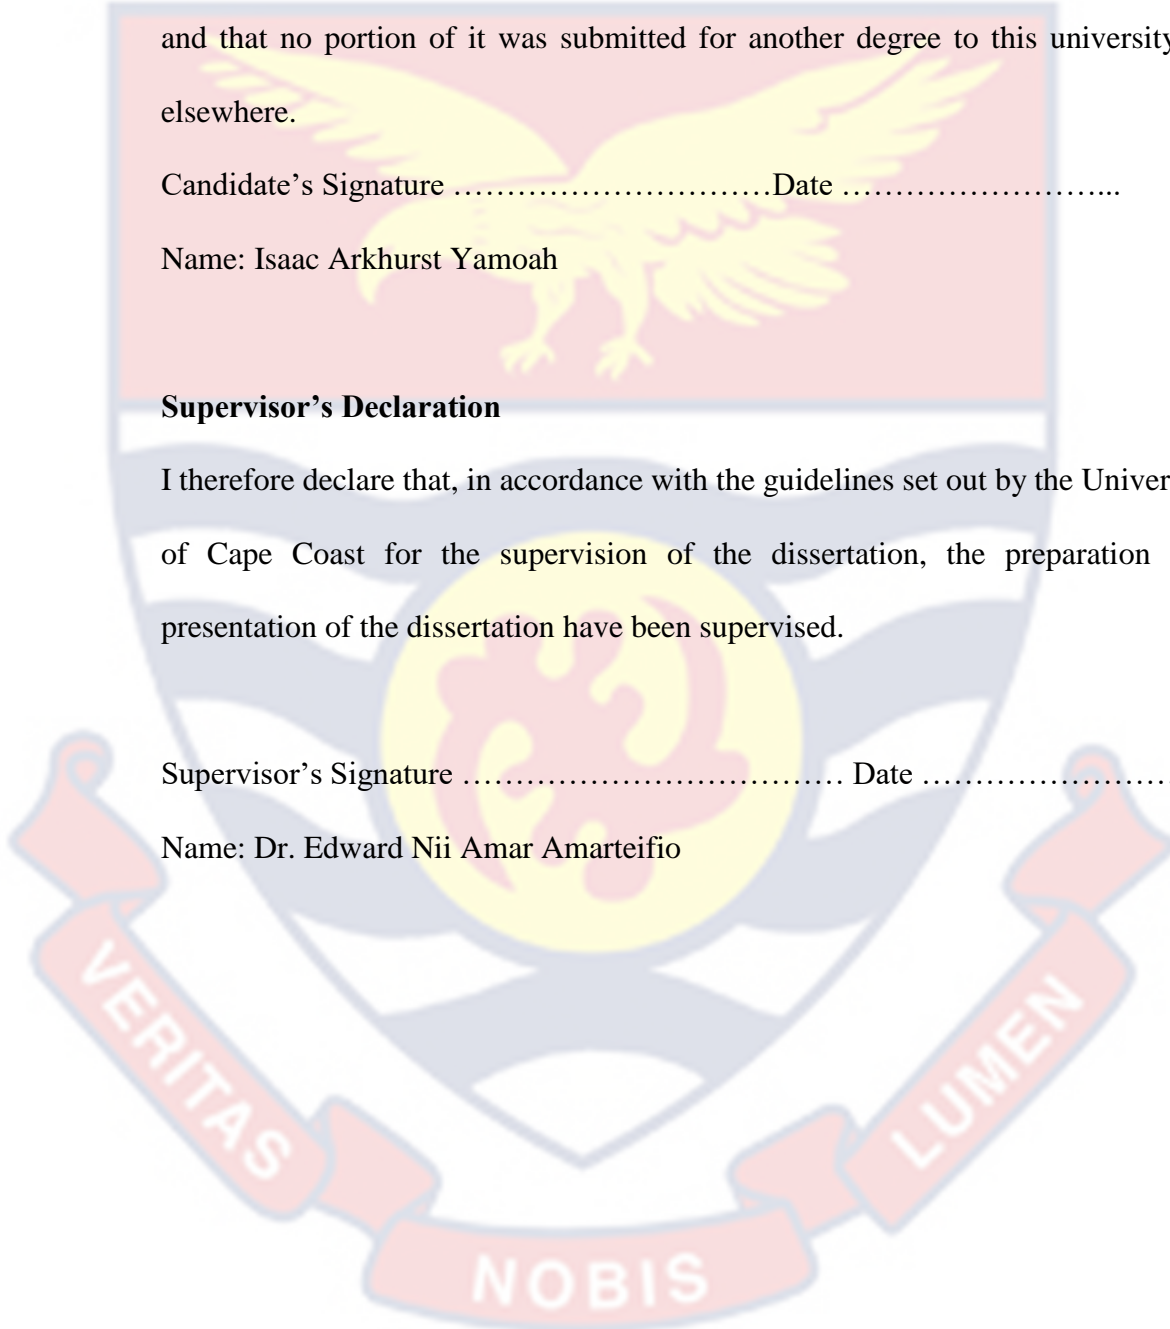 and that no portion of it was submitted for another degree to this university
elsewhere.
Candidate’s Signature …………………………Date ……………………...
Name: Isaac Arkhurst Yamoah
Supervisor’s Declaration
I therefore declare that, in accordance with the guidelines set out by the Univer
of Cape Coast for the supervision of the dissertation, the preparation
presentation of the dissertation have been supervised.
Supervisor’s Signature ……………………………… Date ……………………
Name: Dr. Edward Nii Amar Amarteifio
VERITAS
NOBIS
LUMEN